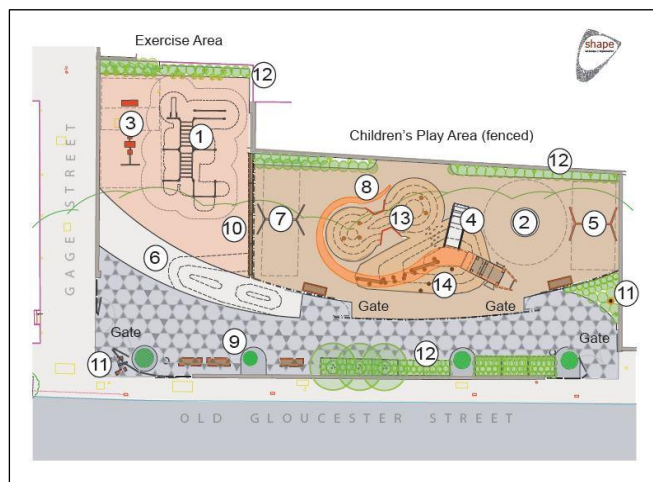 Exercise Area
shape
12
3
1
Children's Play Area (fenced)
12
8
13
4
7
2
5
10
6
14
11
Gate
Gate
Gate
Gate
9
12
11
GAGE STREET
OLD GLOUCESTER STREET